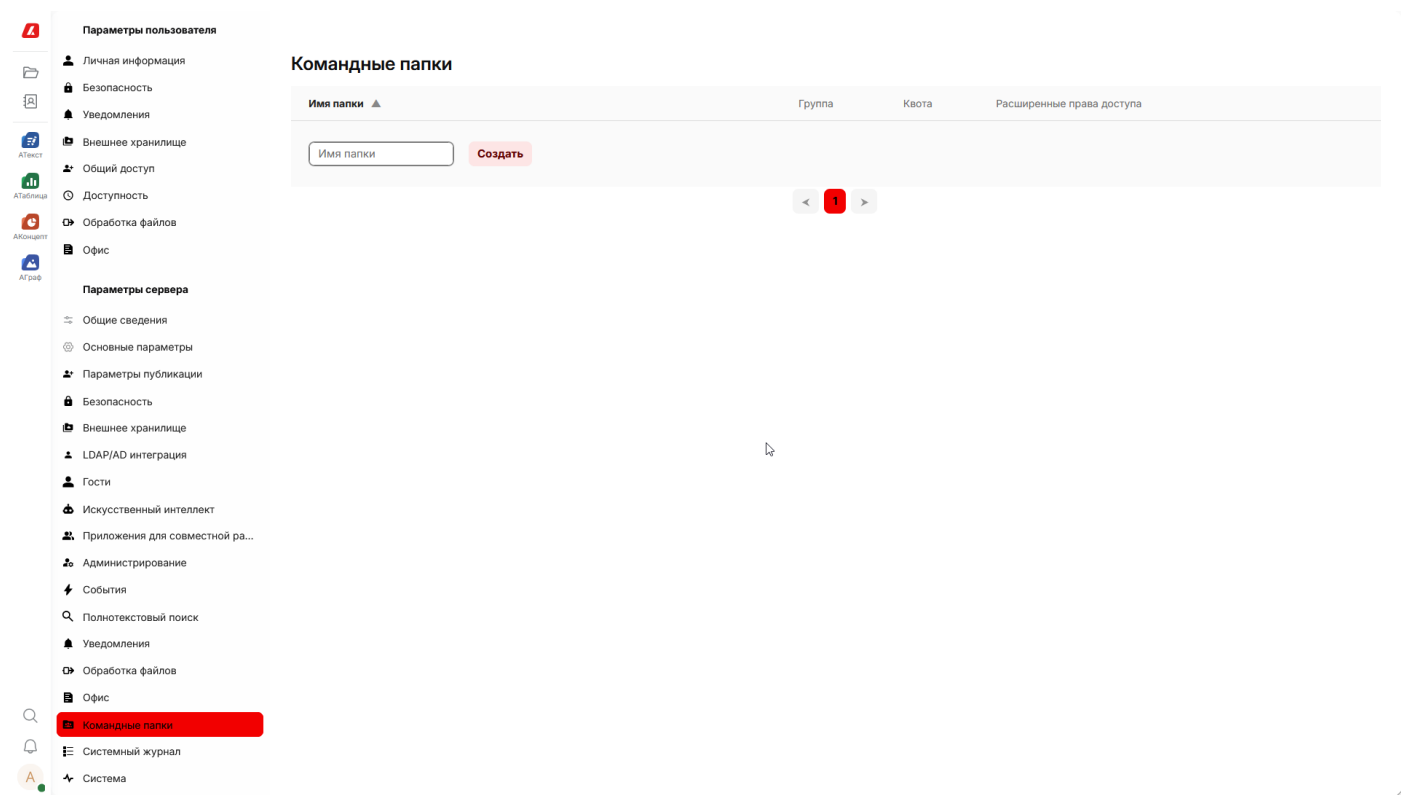 Параметры пользователя
Личная информация
Безопасность
Уведомления
Внешнее хранилище
Общий доступ
Доступность
Обработка файлов
Офис
Параметры сервера
Общие сведения
Основные параметры
Параметры публикации
Безопасность
Внешнее хранилище
LDAP/AD интеграция
Гости
Искусственный интеллект
Приложения для совместной ра...
Администрирование
События
Полнотекстовый поиск
Уведомления
Обработка файлов
Офис
Командные папки
Системный журнал
Система
АТекст
АТаблица
АКонцепт
АГраф
А
Командные папки
Имя папки ▲ Группа Квота Расширенные права доступа
Имя папки Создать
1